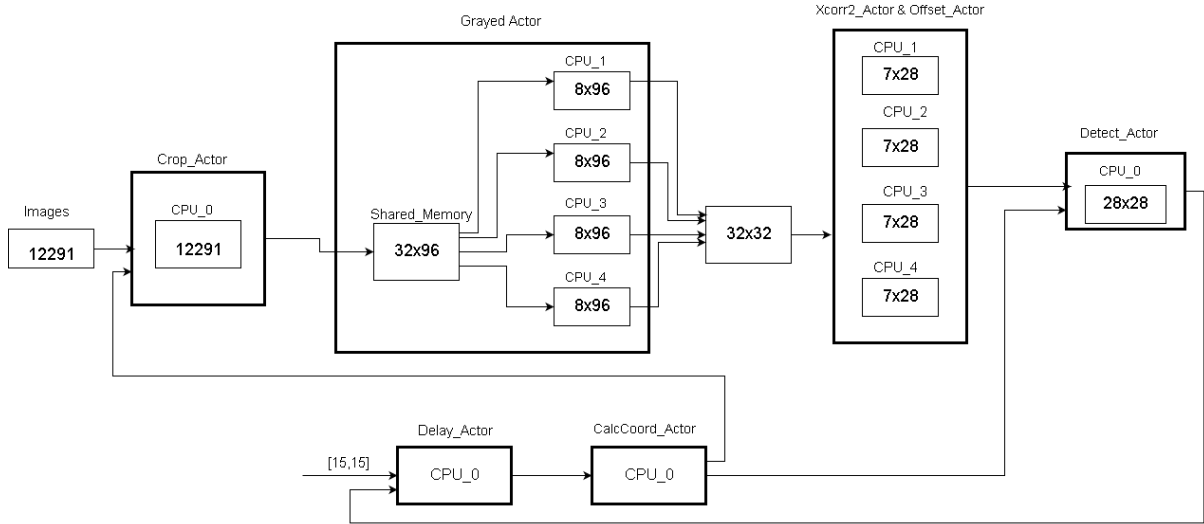 Images
12291
Crop_Actor
CPU_0
12291
Grayed Actor
Shared_Memory
32x96
CPU_1
8x96
CPU_2
8x96
CPU_3
8x96
CPU_4
8x96
32x32
Xcorr2_Actor & Offset_Actor
CPU_1
7x28
CPU_2
7x28
CPU_3
7x28
CPU_4
7x28
Detect_Actor
CPU_0
28x28
[15,15]
Delay_Actor
CPU_0
CalcCoord_Actor
CPU_0